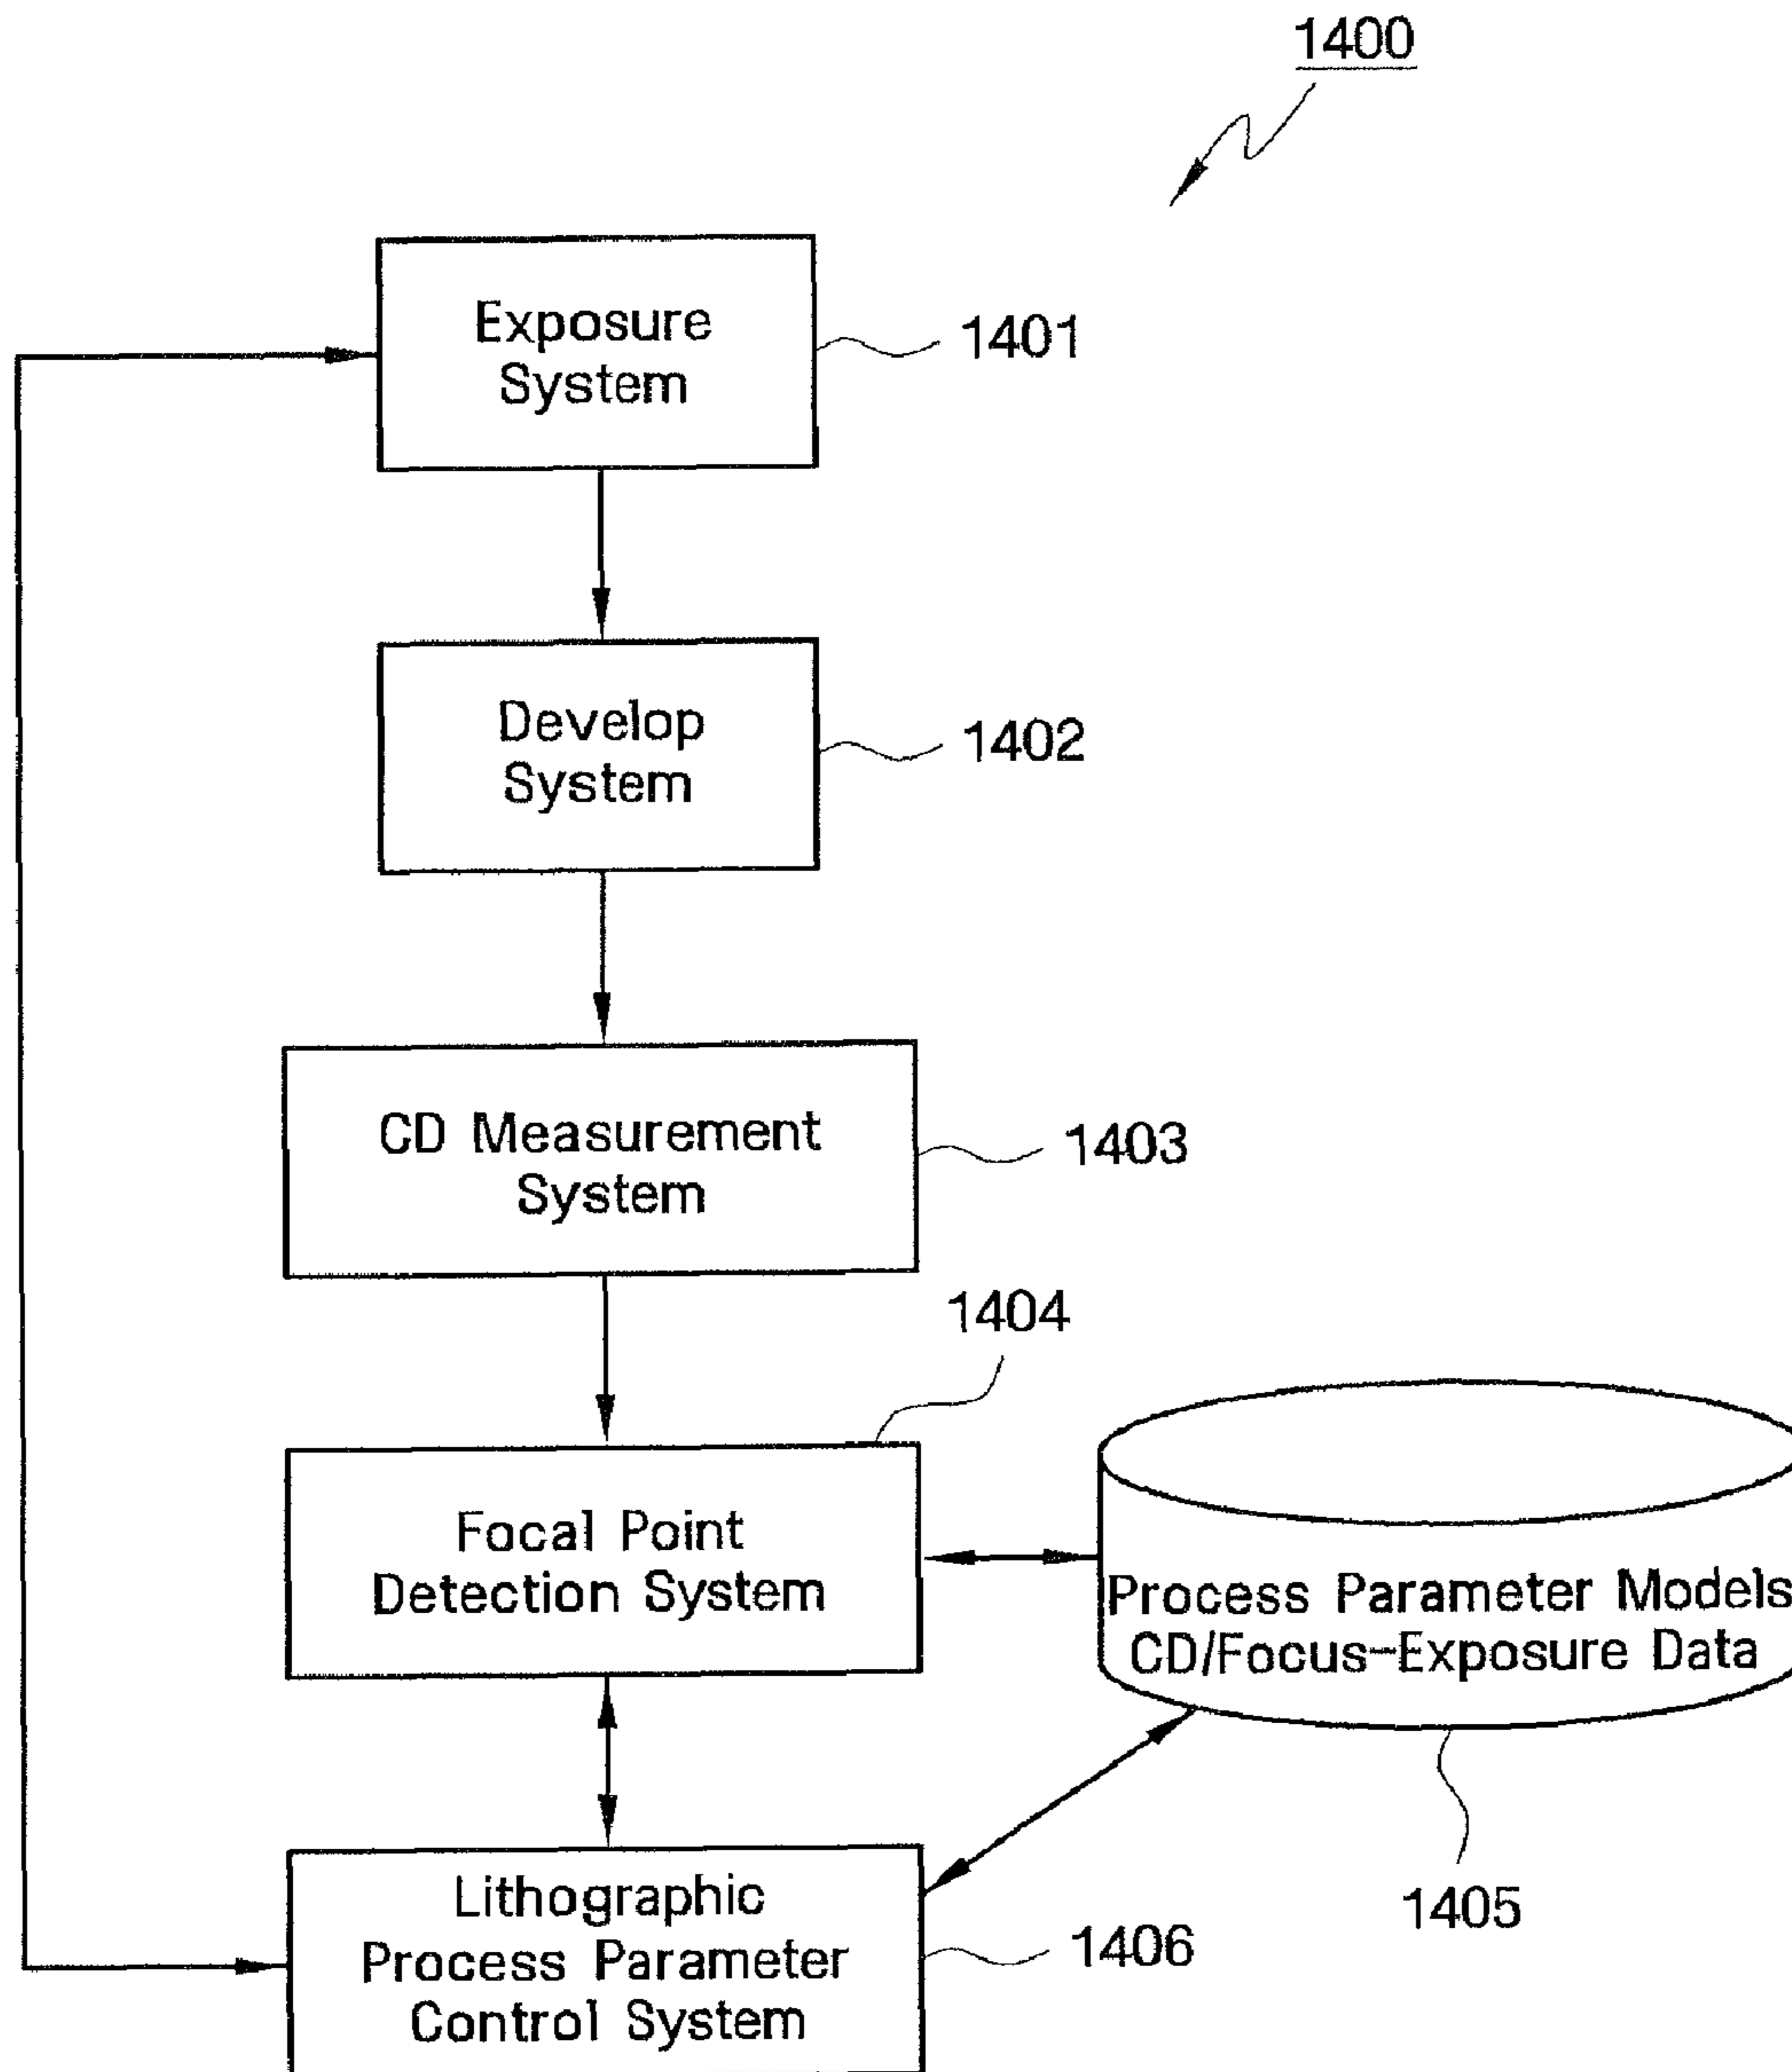 1400
Exposure
System
1401
Develop
System
1402
CD Measurement
System
1403
1404
Focal Point
Detection System
Process Parameter Models
CD/Focus-Exposure Data
1405
Lithographic
Process Parameter
Control System
1406